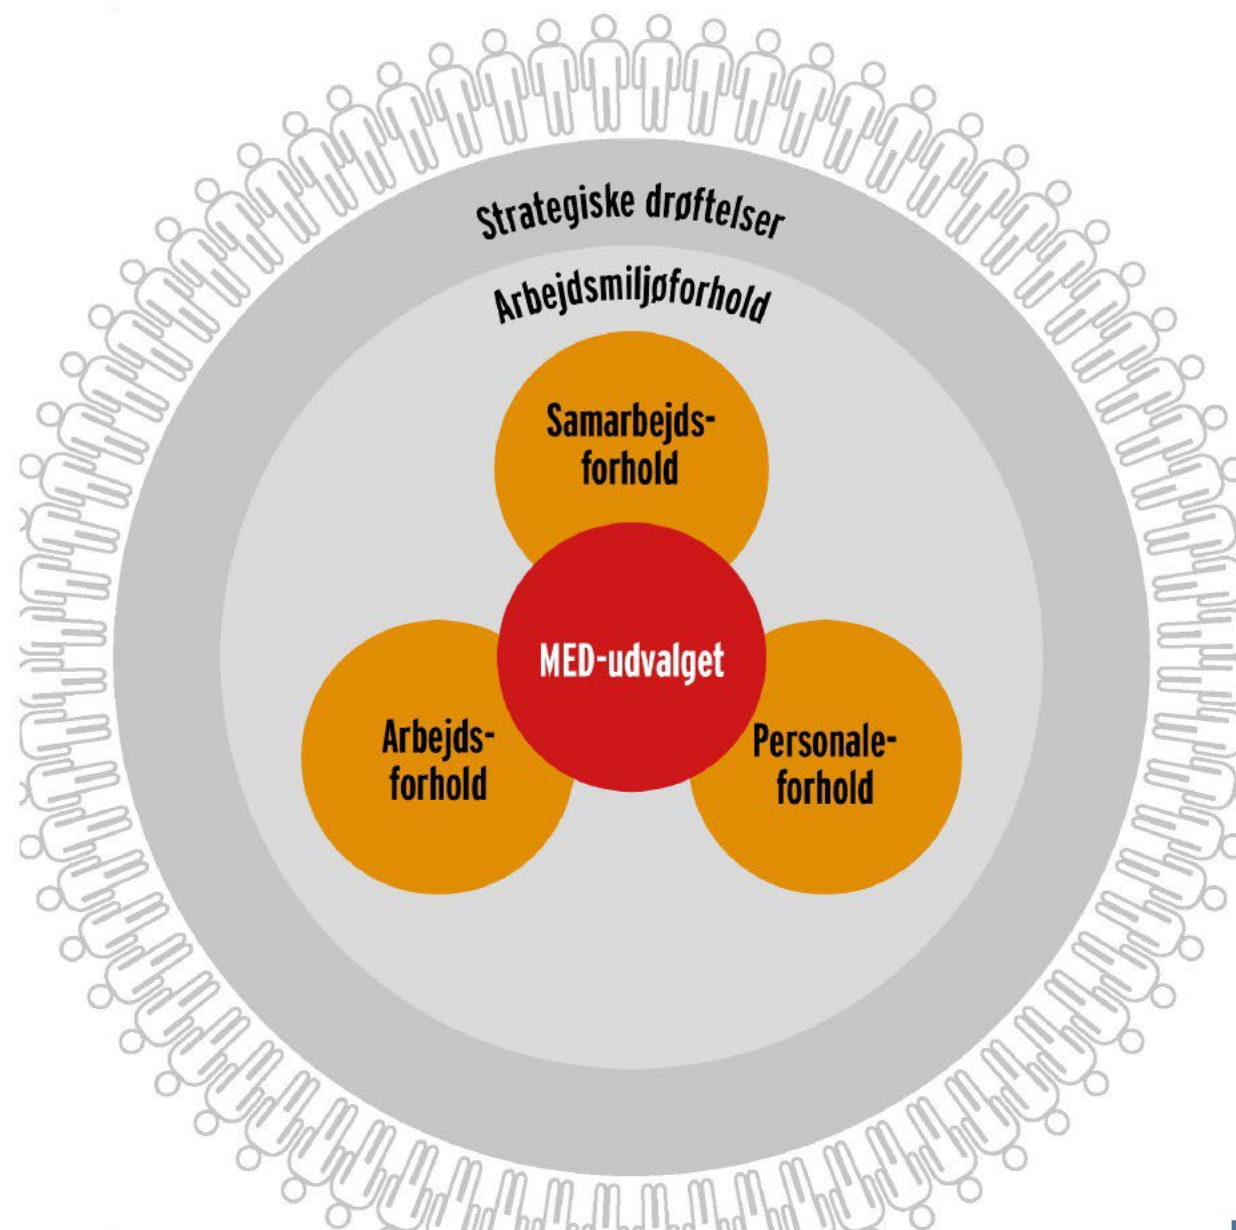 Strategiske drøftelser
Arbejdsmiljøforhold
Samarbejds-
forhold
MED-udvalget
Arbejds-
forhold
Personale-
forhold